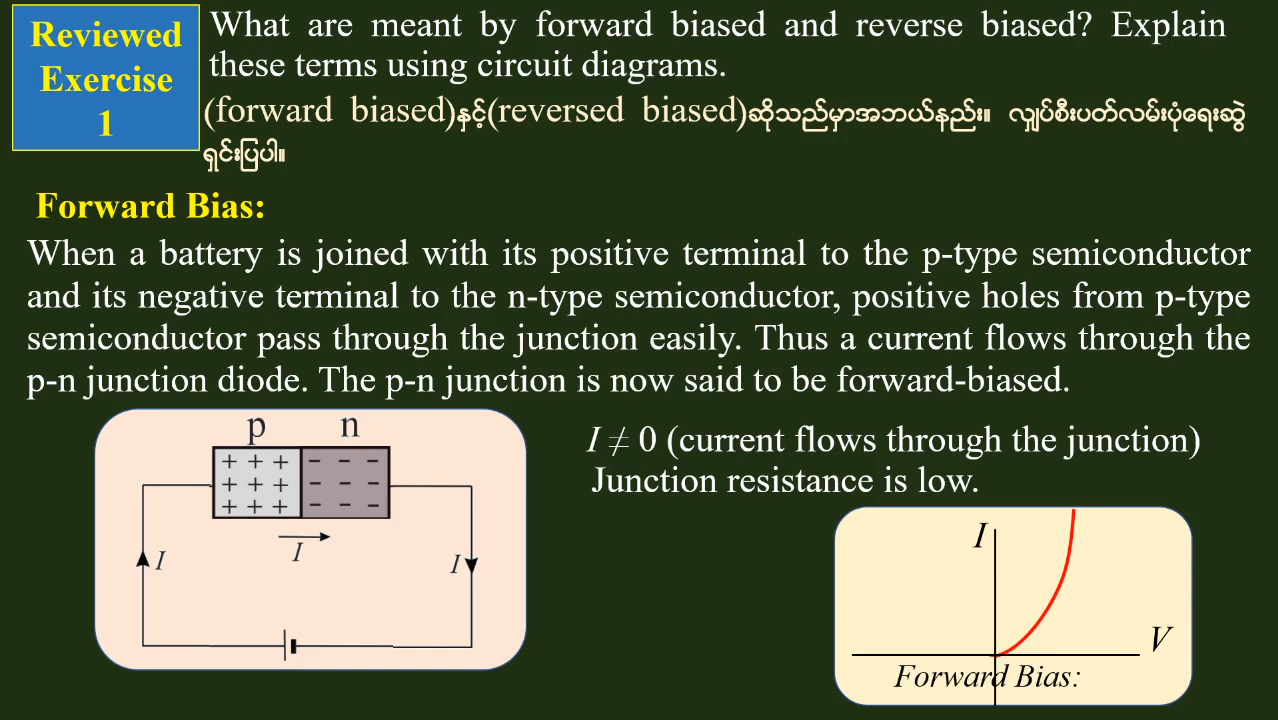 Reviewed
Exercise
1
What are meant by forward biased and reverse biased? Explain
these terms using circuit diagrams.
(forward biased)နှင့်(reversed biased)ဆိုသည်မှာအဘယ်နည်း။ လျှပ်စီးပတ်လမ်းပုံရေးဆွဲ
ရှင်းပြပါ။
Forward Bias:
When a battery is joined with its positive terminal to the p-type semiconductor
and its negative terminal to the n-type semiconductor, positive holes from p-type
semiconductor pass through the junction easily. Thus a current flows through the
p-n junction diode. The p-n junction is now said to be forward-biased.
p n
+ + + − − −
+ + + − − −
+ + + − − −
I
I
I
I ≠ 0 (current flows through the junction)
Junction resistance is low.
I
V
Forward Bias: